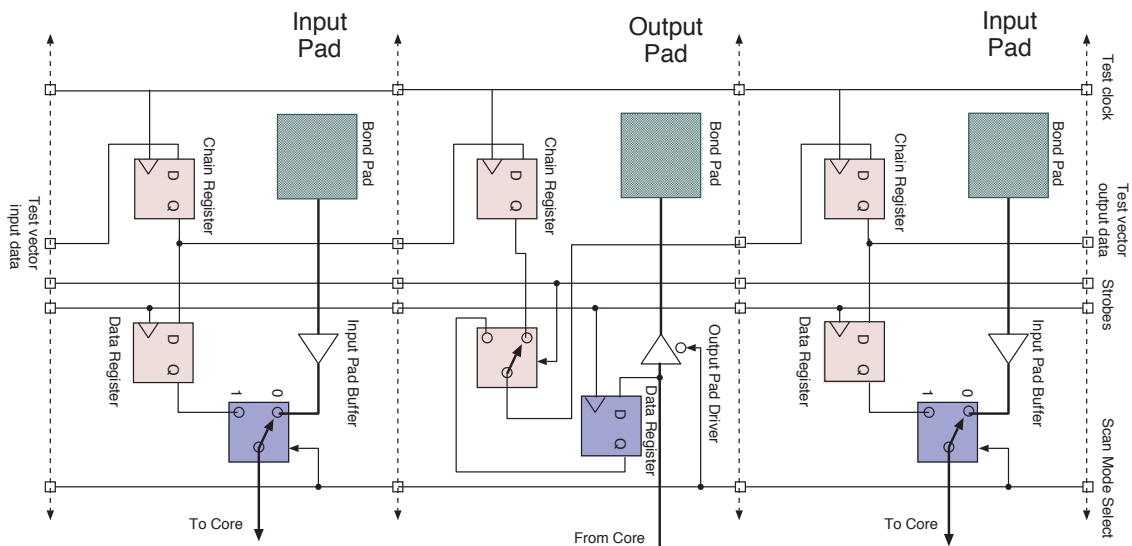 Input
Pad
Output
Pad
Input
Pad
Test clock
Bond Pad
Bond Pad
Bond Pad
Chain Register
Chain Register
Chain Register
D
Q
D
Q
D
Q
Test vector
input data
Test vector
output data
Strobes
Data Register
D
Q
Input Pad Buffer
Output Pad Driver
Data Register
D
Q
Input Pad Buffer
Data Register
D
Q
1
0
1
0
Scan Mode Select
To Core
From Core
To Core